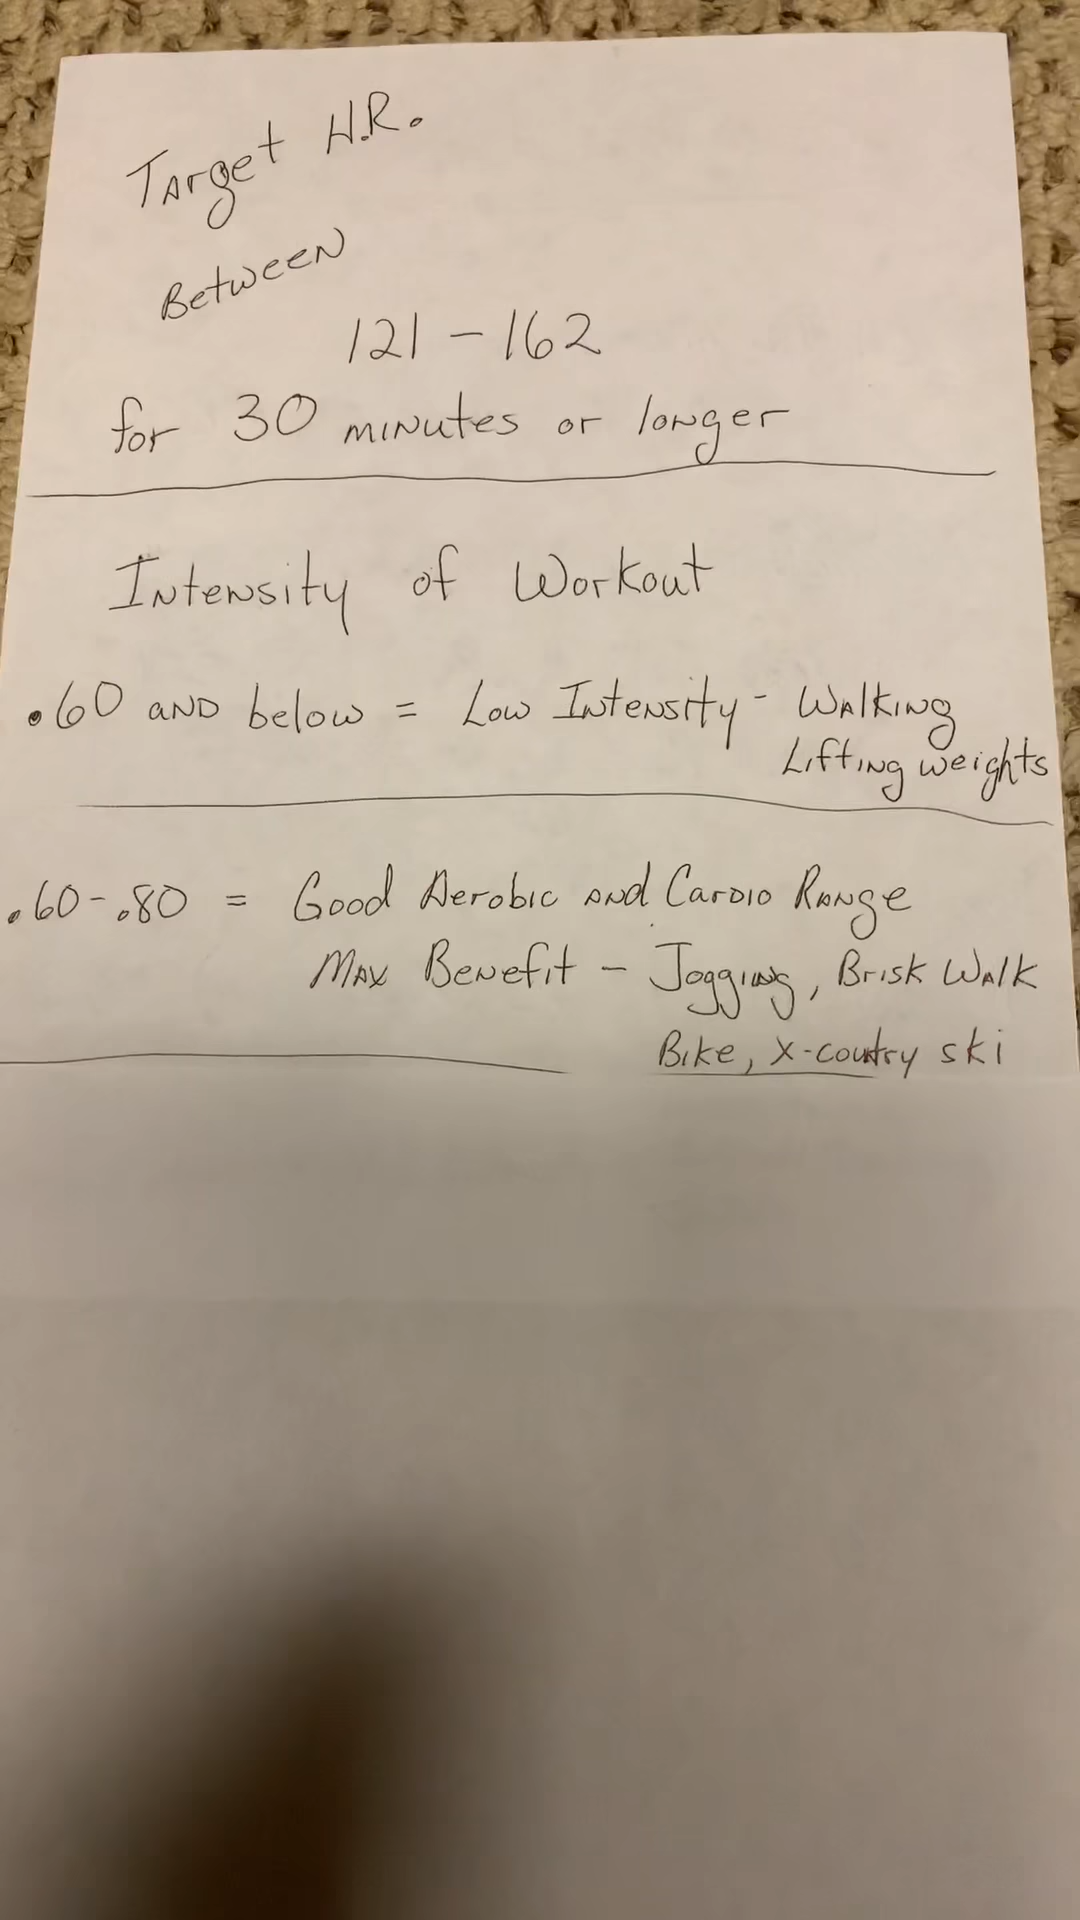 Target H.R.
Between
121 - 162
for 30 minutes or longer
Intensity of Workout
.60 and below = Low Intensity - Walking
Lifting weights
.60 - .80 = Good Aerobic and Cardio Range
Max Benefit - Jogging, Brisk Walk
Bike, X-coutry ski